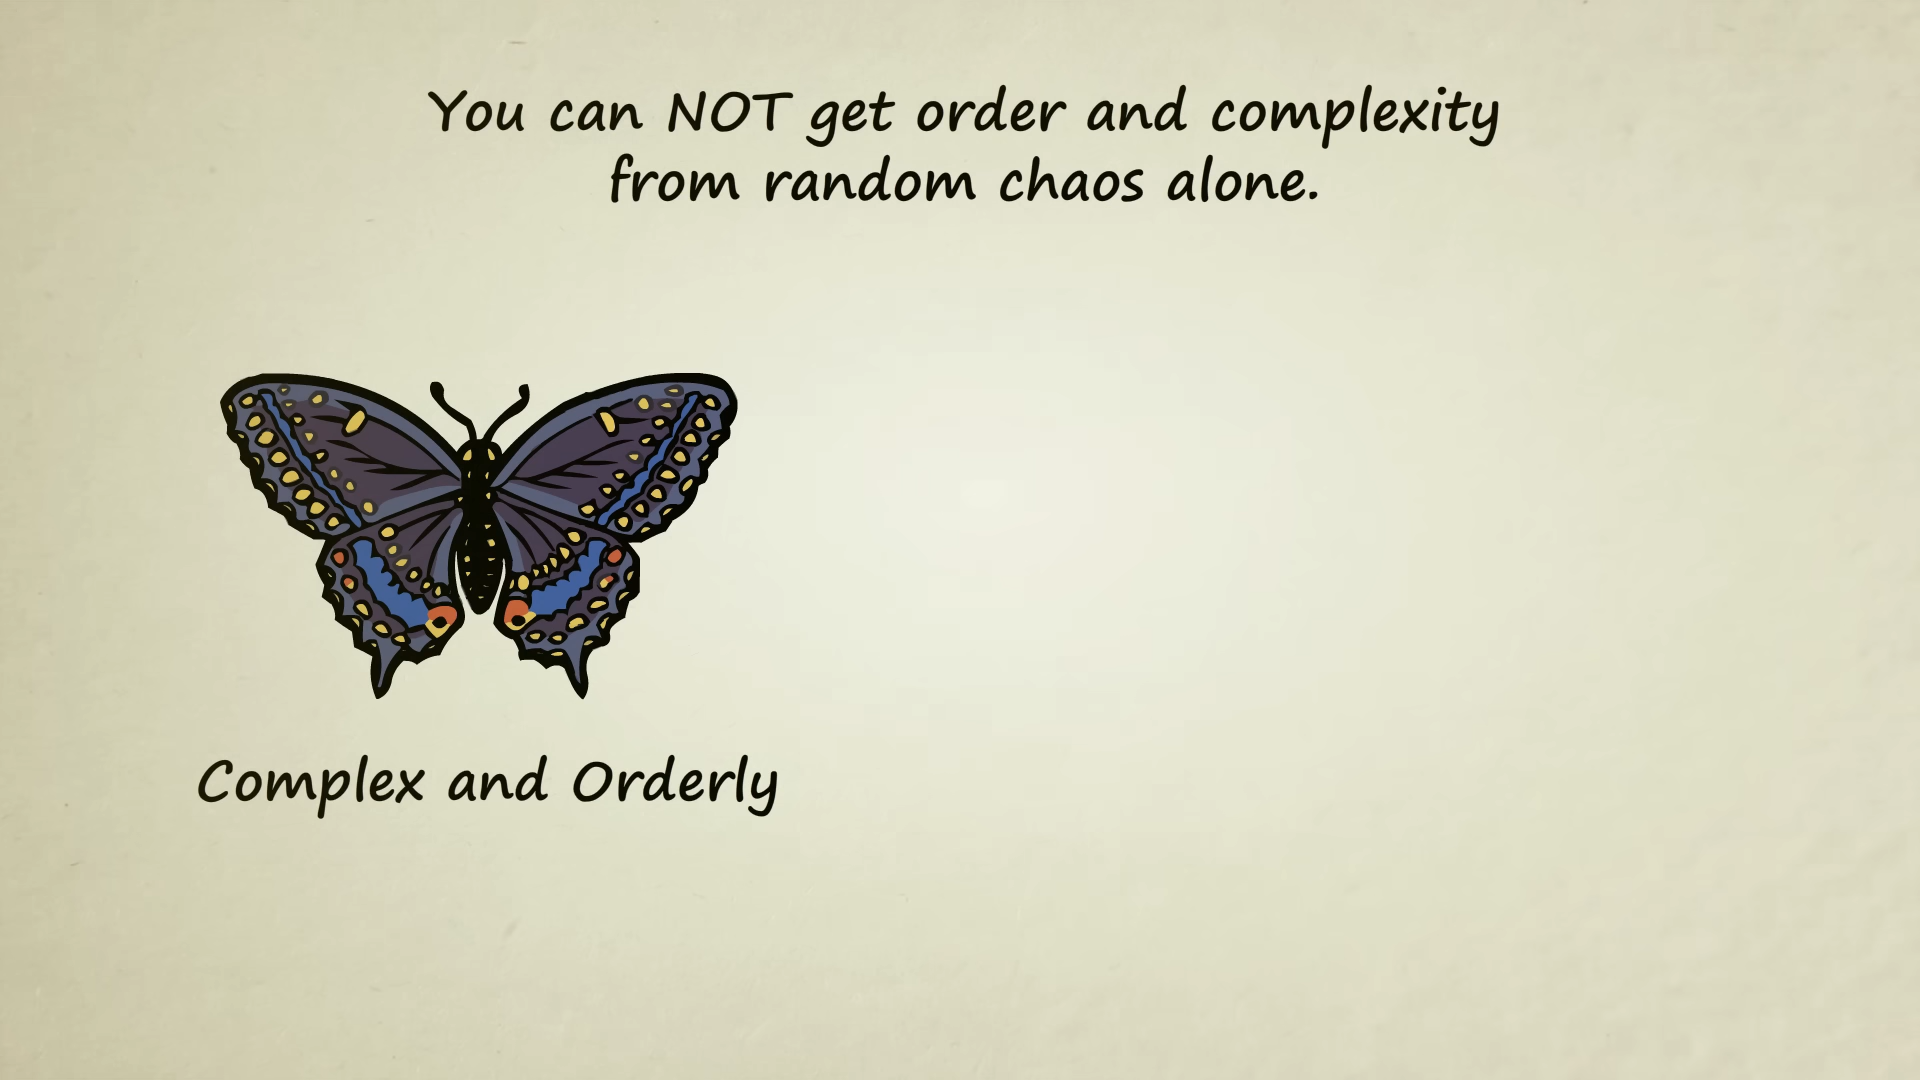 You can NOT get order and complexity
from random chaos alone.
Complex and Orderly